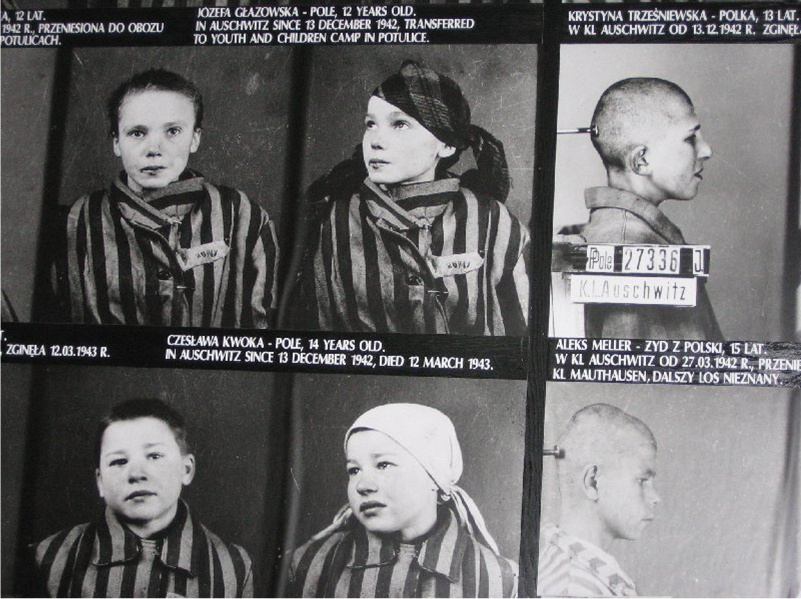 A, 12 LAT.
1942 R., PRZENIESIONA DO OBOZU
POTULICACH.
JÓZEFA GŁAZOWSKA - POLE, 12 YEARS OLD.
IN AUSCHWITZ SINCE 13 DECEMBER 1942, TRANSFERRED
TO YOUTH AND CHILDREN CAMP IN POTULICE.
KRYSTYNA TRZEŚNIEWSKA - POLKA, 13 LAT.
W KL AUSCHWITZ OD 13.12.1942 R. ZGINĘŁA
PPole 27336 J.
K.L.Auschwitz
T.
ZGINĘŁA 12.03.1943 R.
CZESŁAWA KWOKA - POLE, 14 YEARS OLD.
IN AUSCHWITZ SINCE 13 DECEMBER 1942, DIED 12 MARCH 1943.
ALEKS MELLER - ŻYD Z POLSKI, 15 LAT.
W KL AUSCHWITZ OD 27.03.1942 R., PRZENIE
KL MAUTHAUSEN, DALSZY LOS NIEZNANY.